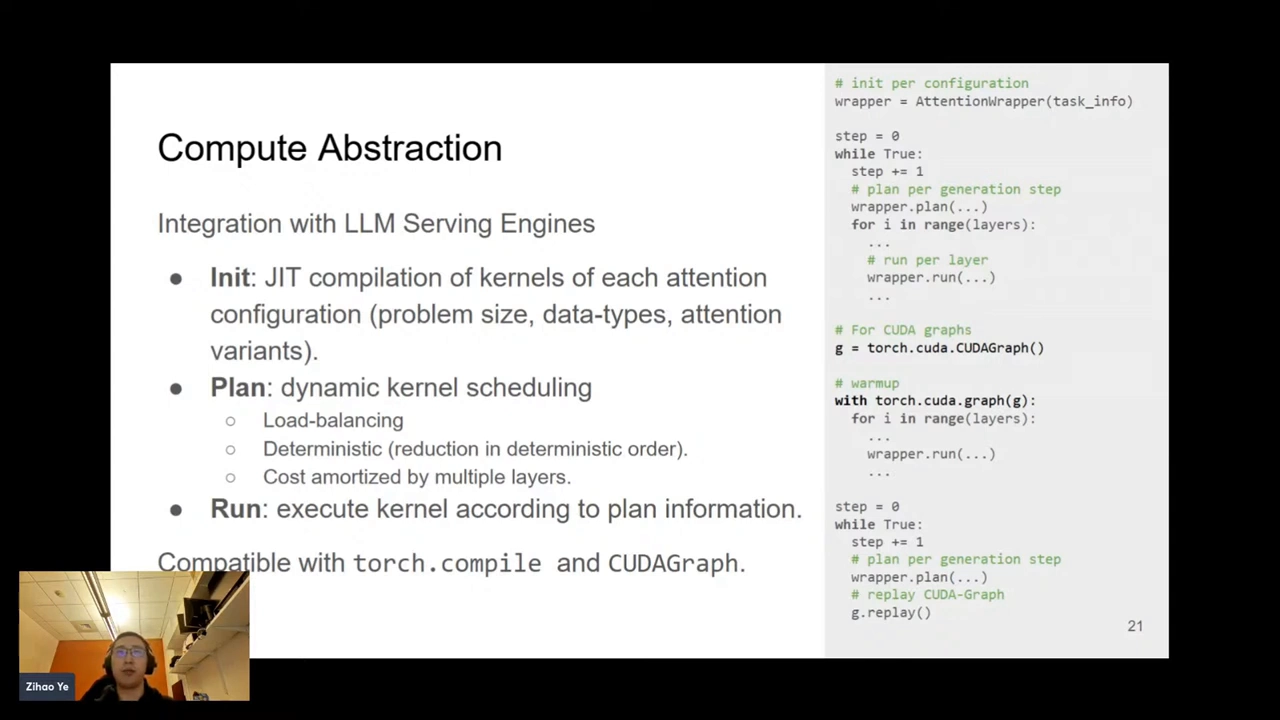 Compute Abstraction
Integration with LLM Serving Engines
● Init: JIT compilation of kernels of each attention
configuration (problem size, data-types, attention
variants).
● Plan: dynamic kernel scheduling
○ Load-balancing
○ Deterministic (reduction in deterministic order).
○ Cost amortized by multiple layers.
● Run: execute kernel according to plan information.
Compatible with torch.compile and CUDAGraph.
# init per configuration
wrapper = AttentionWrapper(task_info)
step = 0
while True:
step += 1
# plan per generation step
wrapper.plan(...)
for i in range(layers):
...
# run per layer
wrapper.run(...)
...
# For CUDA graphs
g = torch.cuda.CUDAGraph()
# warmup
with torch.cuda.graph(g):
for i in range(layers):
...
wrapper.run(...)
...
step = 0
while True:
step += 1
# plan per generation step
wrapper.plan(...)
# replay CUDA-Graph
g.replay()
21
Zihao Ye